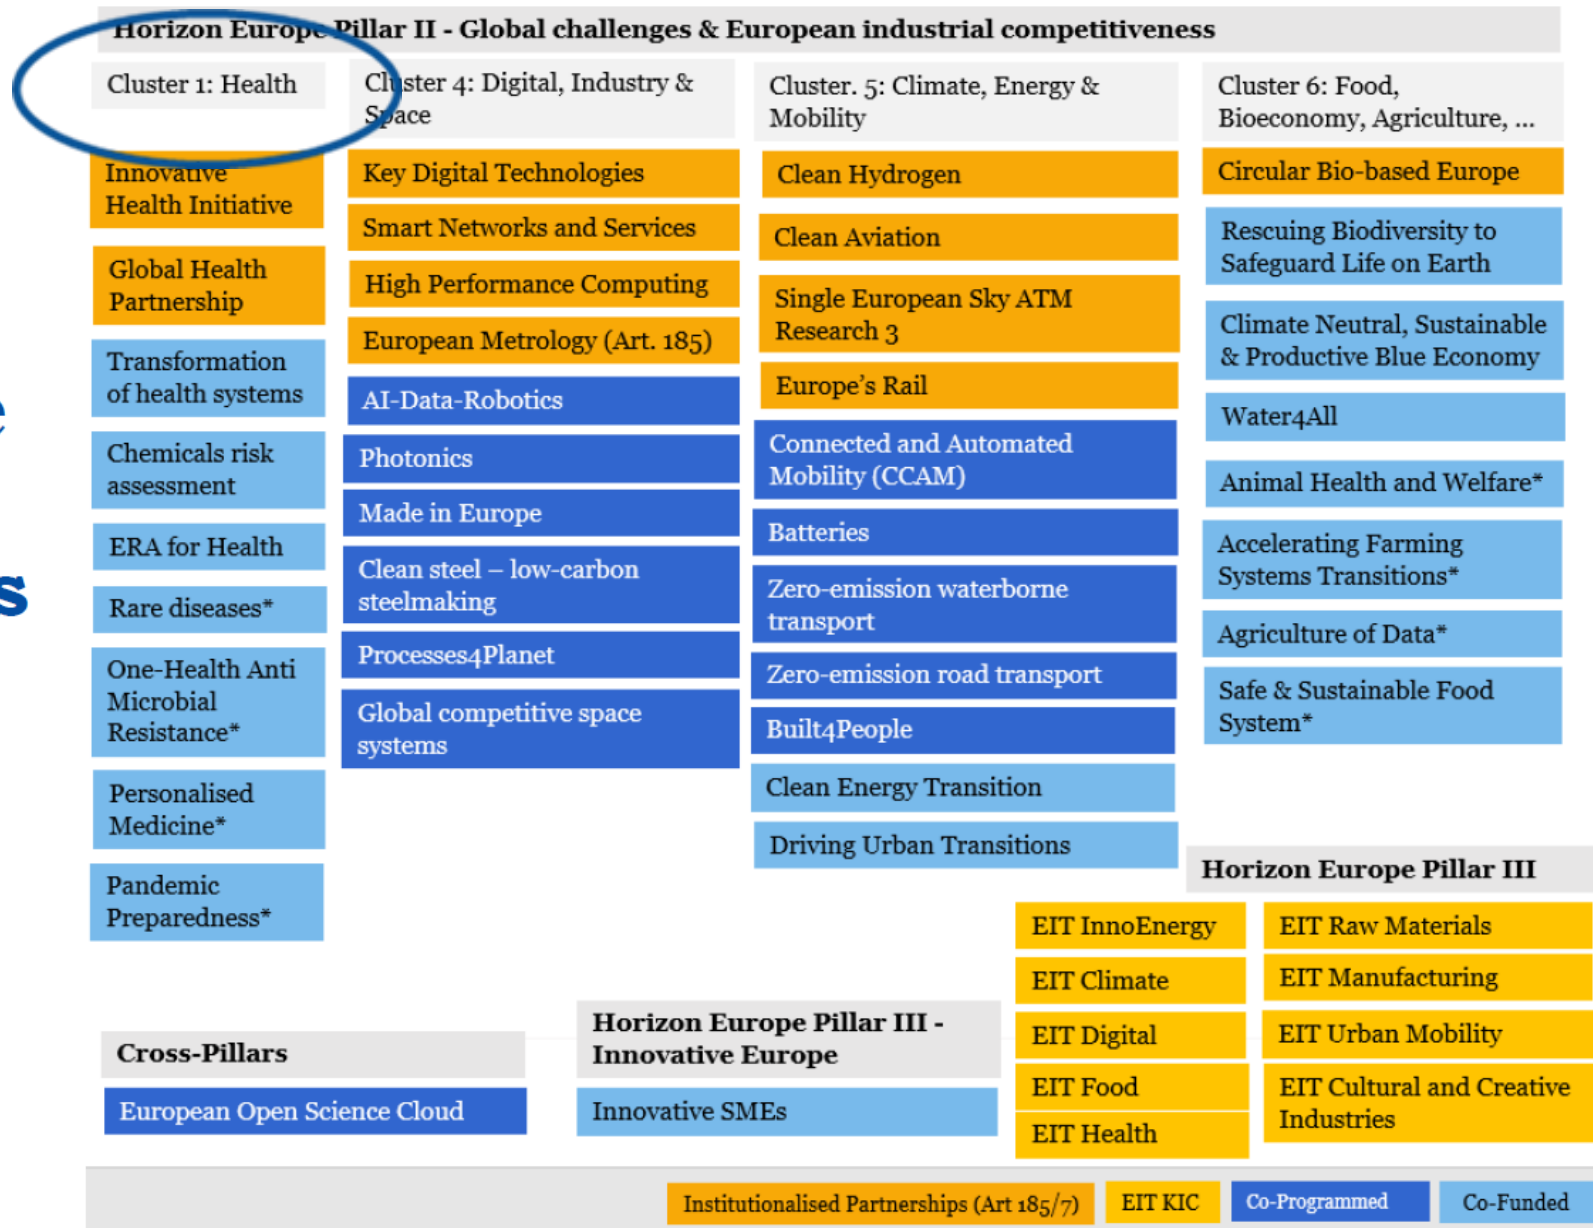 Horizon Europe Pillar II - Global challenges & European industrial competitiveness
Cluster 1: Health
Innovative
Health Initiative
Global Health
Partnership
Transformation
of health systems
Chemicals risk
assessment
ERA for Health
Rare diseases*
One-Health Anti
Microbial
Resistance*
Personalised
Medicine*
Pandemic
Preparedness*
Cluster 4: Digital, Industry &
Space
Key Digital Technologies
Smart Networks and Services
High Performance Computing
European Metrology (Art. 185)
AI-Data-Robotics
Photonics
Made in Europe
Clean steel – low-carbon
steelmaking
Processes4Planet
Global competitive space
systems
Cluster. 5: Climate, Energy &
Mobility
Clean Hydrogen
Clean Aviation
Single European Sky ATM
Research 3
Europe's Rail
Connected and Automated
Mobility (CCAM)
Batteries
Zero-emission waterborne
transport
Zero-emission road transport
Built4People
Clean Energy Transition
Driving Urban Transitions
Cluster 6: Food,
Bioeconomy, Agriculture, ...
Circular Bio-based Europe
Rescuing Biodiversity to
Safeguard Life on Earth
Climate Neutral, Sustainable
& Productive Blue Economy
Water4All
Animal Health and Welfare*
Accelerating Farming
Systems Transitions*
Agriculture of Data*
Safe & Sustainable Food
System*
Horizon Europe Pillar III
EIT InnoEnergy
EIT Climate
EIT Digital
EIT Food
EIT Health
EIT Raw Materials
EIT Manufacturing
EIT Urban Mobility
EIT Cultural and Creative
Industries
Cross-Pillars
European Open Science Cloud
Horizon Europe Pillar III -
Innovative Europe
Innovative SMEs
Institutionalised Partnerships (Art 185/7)
EIT KIC
Co-Programmed
Co-Funded